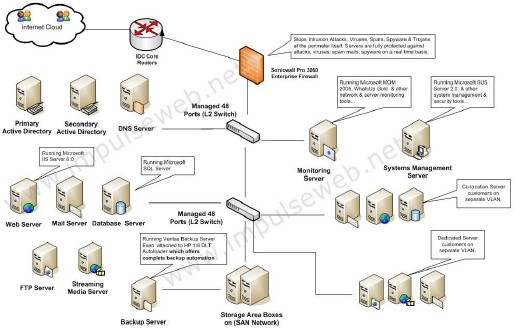 Internet Cloud
IDC Core
Routers
Stops Intrusion Attacks, Viruses, Spam, Spyware & Trojans
at the perimeter itself. Servers are fully protected against
attacks, viruses, spam mails, spyware on a real time basis.
Sonicwall Pro 3060
Enterprise Firewall
Primary
Active Directory
Secondary
Active Directory
DNS Server
Managed 48
Ports (L2 Switch)
Running Microsoft MOM
2005, WhatsUp Gold & other
network & server monitoring
tools...
Running Microsoft SUS
Server 2.0 & other
system management &
security tools...
Monitoring
Server
Systems Management
Server
Running Microsoft
IIS Server 6.0
Running Microsoft
SQL Server
Web Server
Mail Server
Database Server
Managed 48
Ports (L2 Switch)
Co-location Server
customers on
separate VLAN.
Running Veritas Backup Server
Exec attached to HP 1/8 DLT
Autoloader which offers
complete backup automation
Dedicated Server
customers on
separate VLAN.
FTP Server
Streaming
Media Server
Backup Server
Storage Area Boxes
on (SAN Network)
www.impulseweb.net
www.impulseweb.net